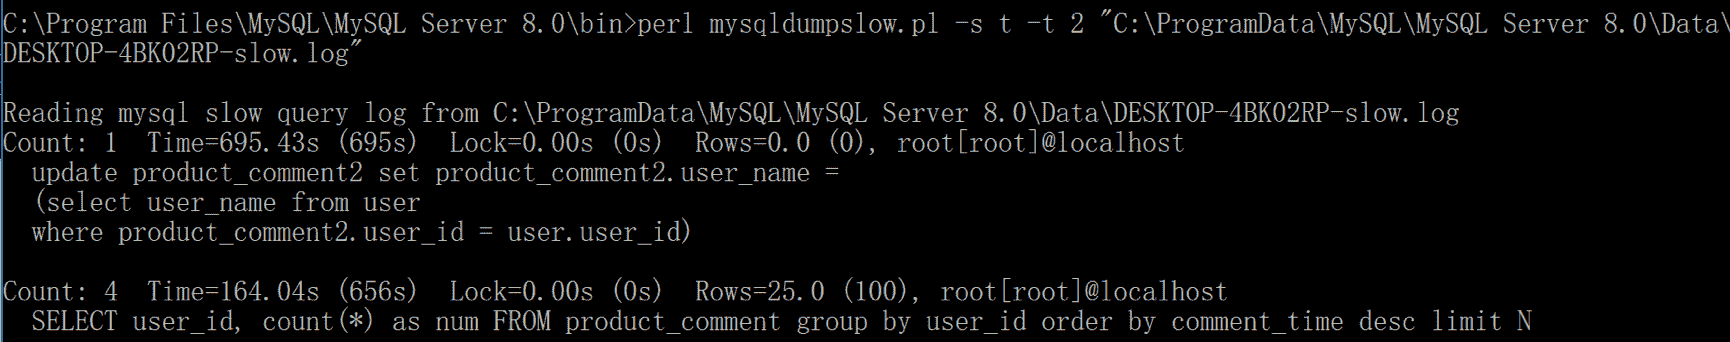 C:\Program Files\MySQL\MySQL Server 8.0\bin>perl mysqldumpslow.pl -s t -t 2 "C:\ProgramData\MySQL\MySQL Server 8.0\Data\
DESKTOP-4BK02RP-slow.log"
Reading mysql slow query log from C:\ProgramData\MySQL\MySQL Server 8.0\Data\DESKTOP-4BK02RP-slow.log
Count: 1  Time=695.43s (695s)  Lock=0.00s (0s)  Rows=0.0 (0), root[root]@localhost
  update product_comment2 set product_comment2.user_name =
  (select user_name from user
  where product_comment2.user_id = user.user_id)
Count: 4  Time=164.04s (656s)  Lock=0.00s (0s)  Rows=25.0 (100), root[root]@localhost
  SELECT user_id, count(*) as num FROM product_comment group by user_id order by comment_time desc limit N